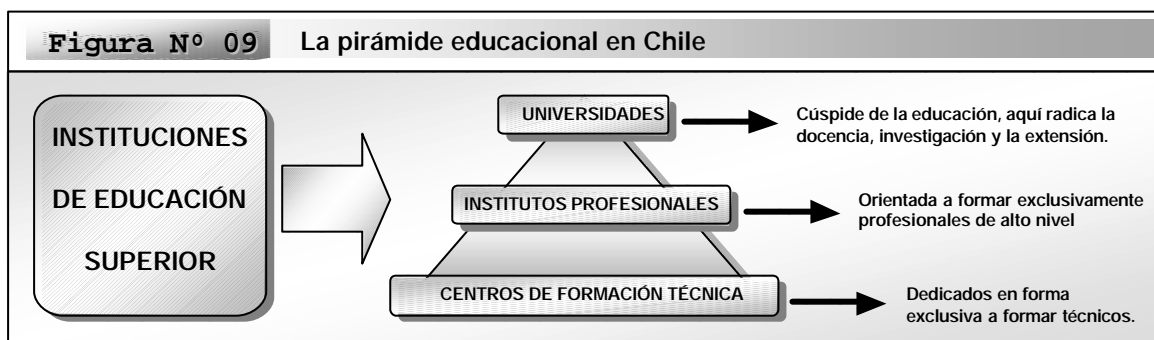 Figura Nº 09
La pirámide educacional en Chile
INSTITUCIONES
DE EDUCACIÓN
SUPERIOR
UNIVERSIDADES
Cúspide de la educación, aquí radica la
docencia, investigación y la extensión.
INSTITUTOS PROFESIONALES
Orientada a formar exclusivamente
profesionales de alto nivel
CENTROS DE FORMACIÓN TÉCNICA
Dedicados en forma
exclusiva a formar técnicos.